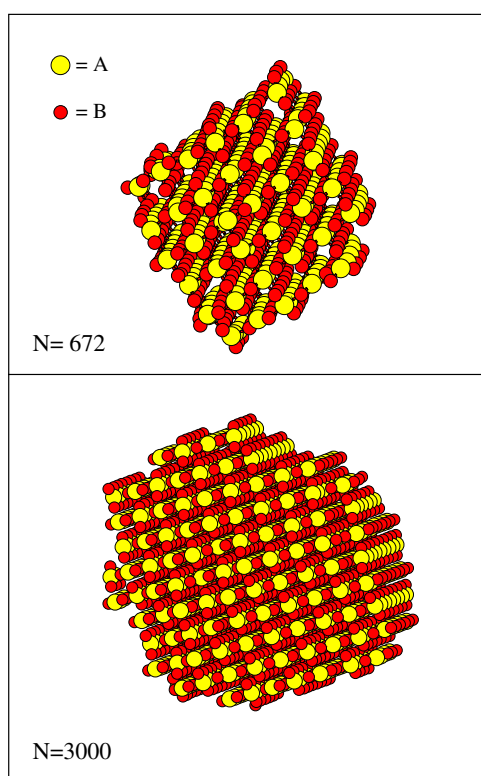 = A
= B
N= 672
N=3000